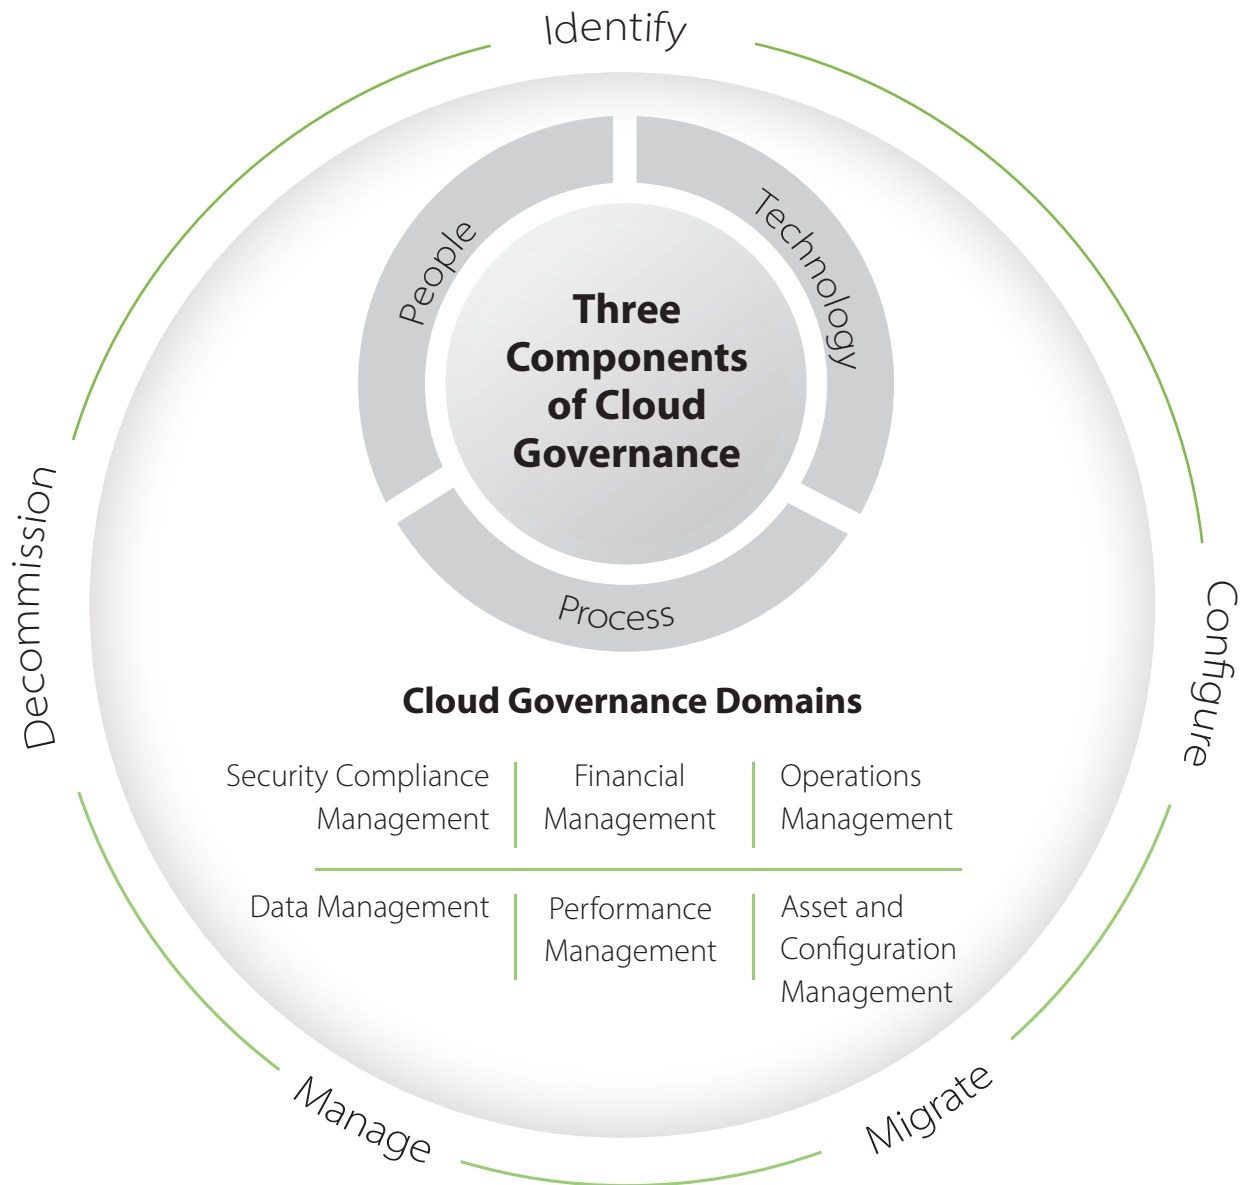 Identify
People
Technology
Three
Components
of Cloud
Governance
Process
Decommission
Configure
Cloud Governance Domains
Security Compliance
Management
Financial
Management
Operations
Management
Data Management
Performance
Management
Asset and
Configuration
Management
Manage
Migrate